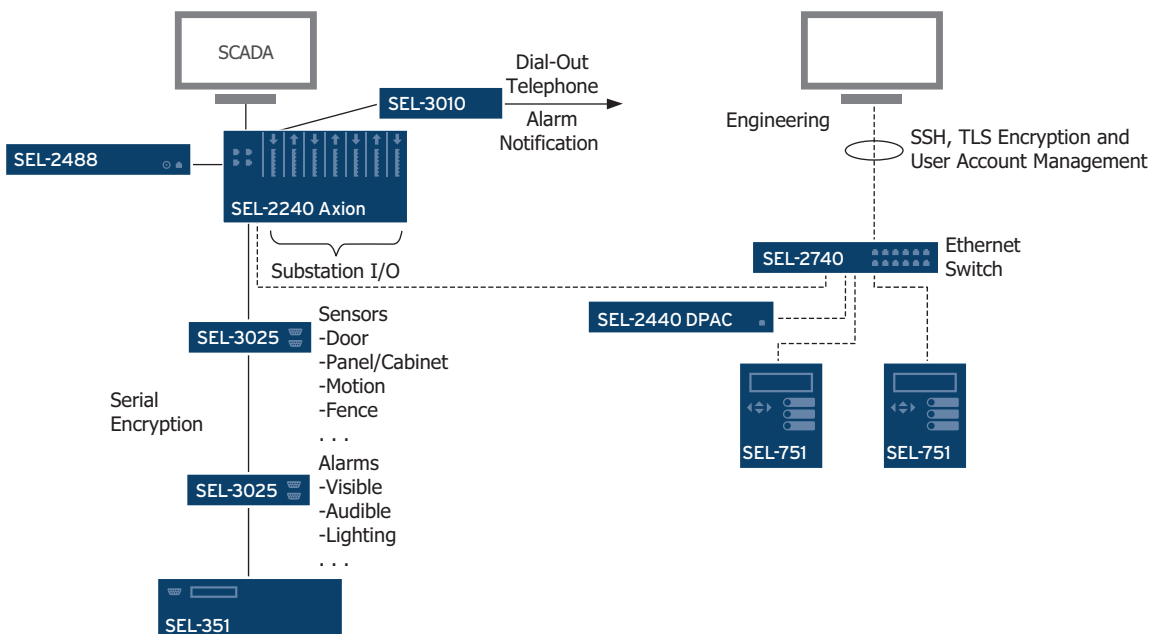 SCADA
Dial-Out
Telephone
SEL-3010
Alarm
Notification
Engineering
SSH, TLS Encryption and
User Account Management
SEL-2488
SEL-2240 Axion
Substation I/O
SEL-2740
Ethernet
Switch
SEL-2440 DPAC
SEL-3025
Sensors
-Door
-Panel/Cabinet
-Motion
-Fence
. . .
Serial
Encryption
SEL-751
SEL-751
SEL-3025
Alarms
-Visible
-Audible
-Lighting
. . .
SEL-351